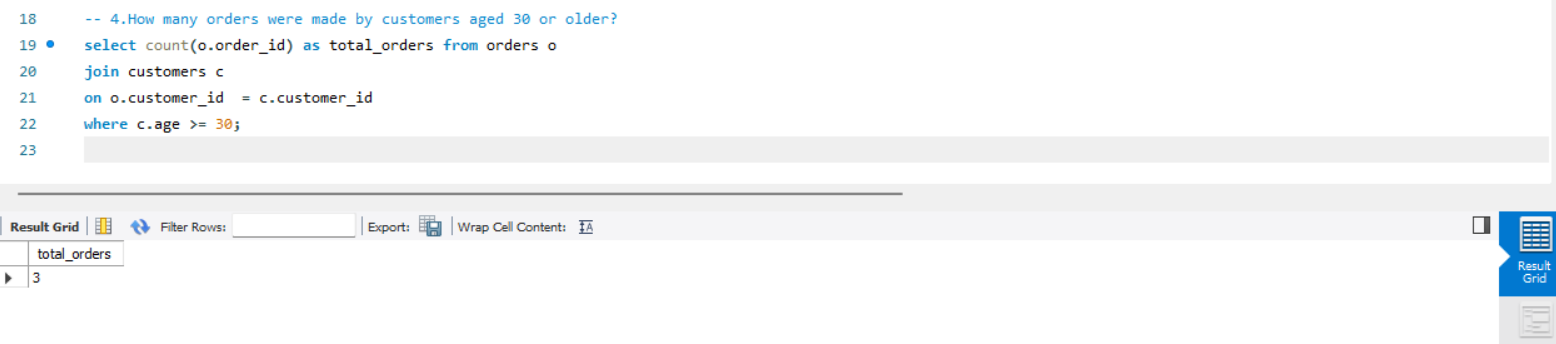 18 -- 4.How many orders were made by customers aged 30 or older?
19 select count(o.order_id) as total_orders from orders o
20 join customers c
21 on o.customer_id  = c.customer_id
22 where c.age >= 30;
23
Result Grid Filter Rows: Export: Wrap Cell Content: IA
total_orders
3
Result
Grid